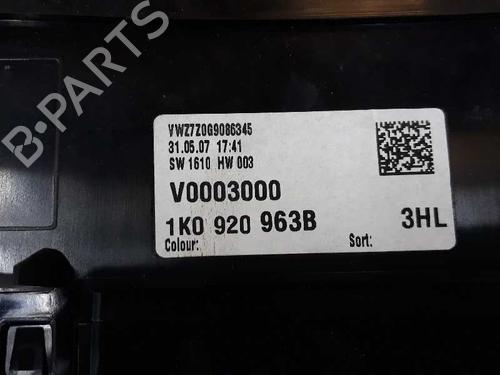 VWZ7Z0G9086345
31.05.07 17:41
SW 1610 HW 003
V0003000
1K0 920 963B 3HL
Colour: Sort:
B-PARTS